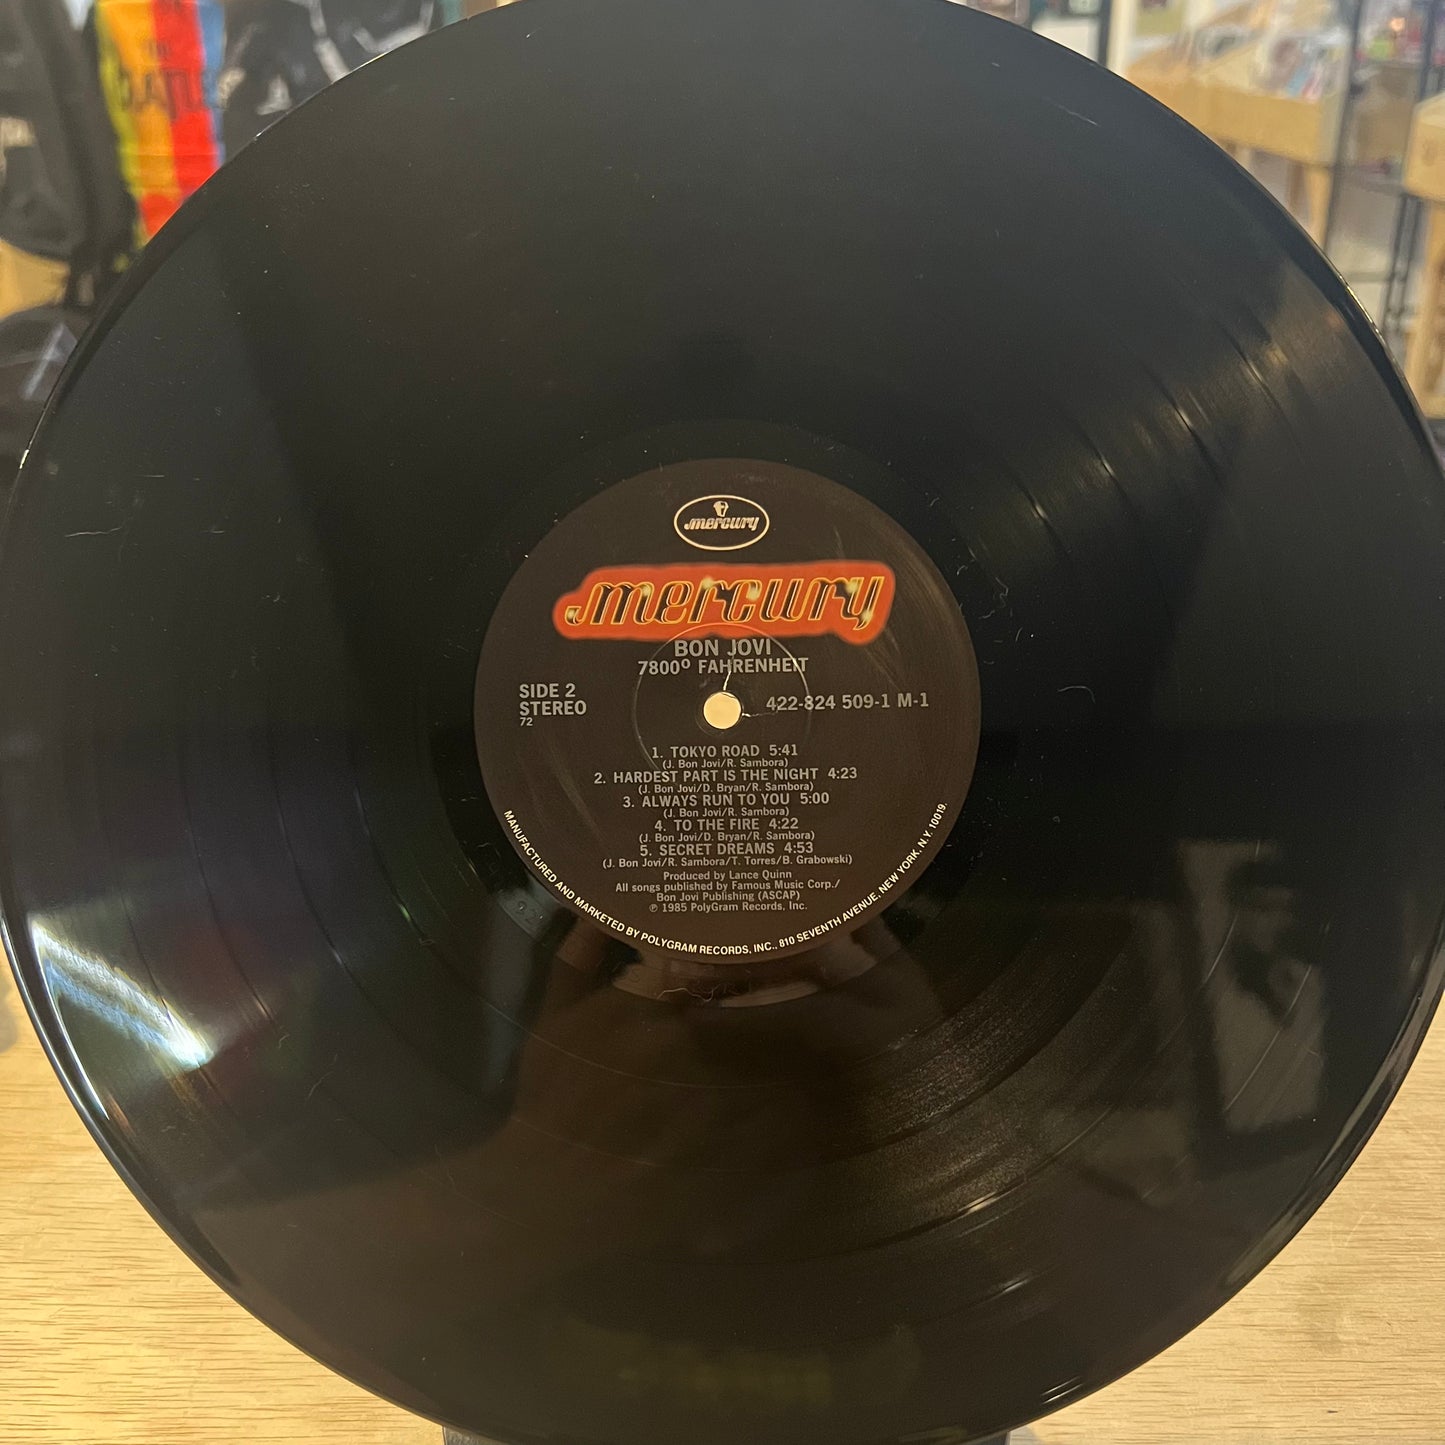 THE
BEATLES
mercury
mercury
BON JOVI
7800° FAHRENHEIT
SIDE 2
STEREO
72
422-824 509-1 M-1
1. TOKYO ROAD 5:41
(J. Bon Jovi/R. Sambora)
2. HARDEST PART IS THE NIGHT 4:23
(J. Bon Jovi/D. Bryan/R. Sambora)
3. ALWAYS RUN TO YOU 5:00
(J. Bon Jovi/R. Sambora)
4. TO THE FIRE 4:22
(J. Bon Jovi/D. Bryan/R. Sambora)
5. SECRET DREAMS 4:53
(J. Bon Jovi/R. Sambora/T. Torres/B. Grabowski)
Produced by Lance Quinn
All songs published by Famous Music Corp./
Bon Jovi Publishing (ASCAP)
℗ 1985 PolyGram Records, Inc.
MANUFACTURED AND MARKETED BY POLYGRAM RECORDS, INC., 810 SEVENTH AVENUE, NEW YORK, N.Y. 10019.